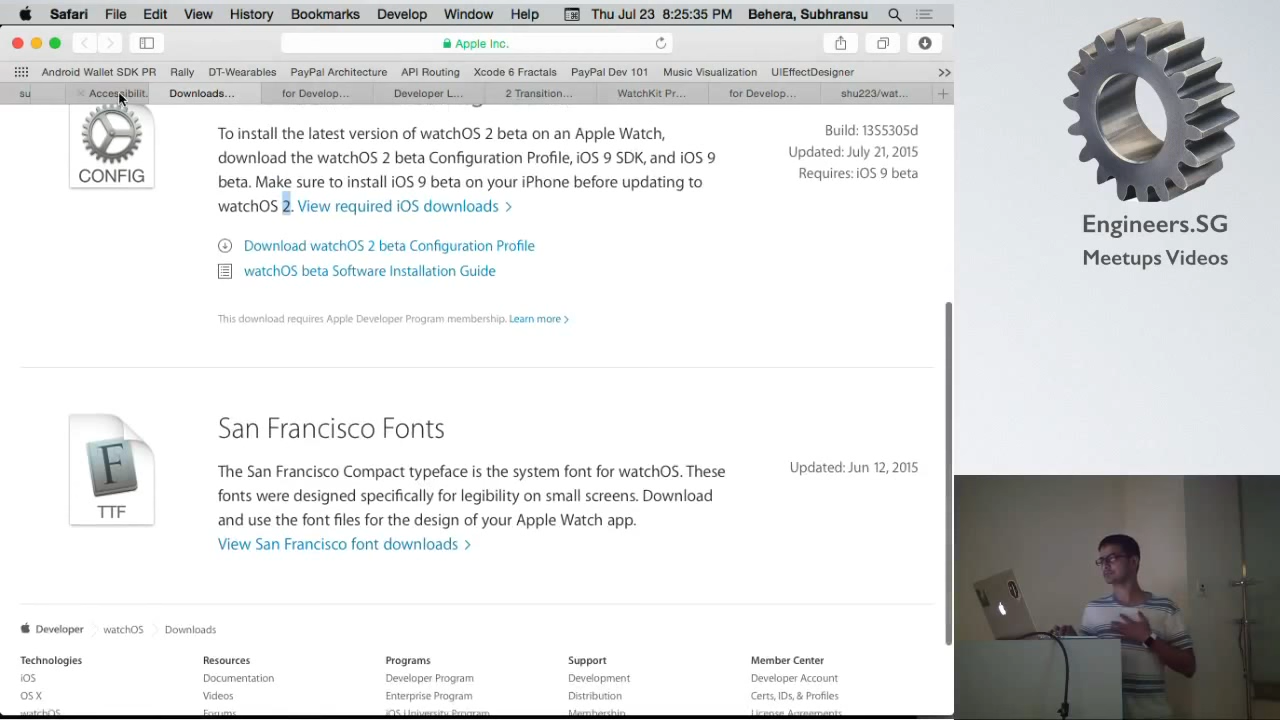 Safari File Edit View History Bookmarks Develop Window Help Thu Jul 23 8:25:35 PM Behera, Subhransu
Apple Inc.
Android Wallet SDK PR Rally DT-Wearables PayPal Architecture API Routing Xcode 6 Fractals PayPal Dev 101 Music Visualization UIEffectDesigner >>
su Accessibilit. Downloads... for Develop... Developer L... 2 Transition... WatchKit Pr... for Develop... shu223/wat... +
CONFIG
To install the latest version of watchOS 2 beta on an Apple Watch,
download the watchOS 2 beta Configuration Profile, iOS 9 SDK, and iOS 9
beta. Make sure to install iOS 9 beta on your iPhone before updating to
watchOS 2. View required iOS downloads >
Build: 13S5305d
Updated: July 21, 2015
Requires: iOS 9 beta
Download watchOS 2 beta Configuration Profile
watchOS beta Software Installation Guide
This download requires Apple Developer Program membership. Learn more >
F
TTF
San Francisco Fonts
The San Francisco Compact typeface is the system font for watchOS. These
fonts were designed specifically for legibility on small screens. Download
and use the font files for the design of your Apple Watch app.
View San Francisco font downloads >
Updated: Jun 12, 2015
Developer watchOS Downloads
Technologies Resources Programs Support Member Center
iOS Documentation Developer Program Development Developer Account
OS X Videos Enterprise Program Distribution Certs, IDs, & Profiles
watchOS Forums iOS University Program Membership License Agreements
Engineers.SG
Meetups Videos